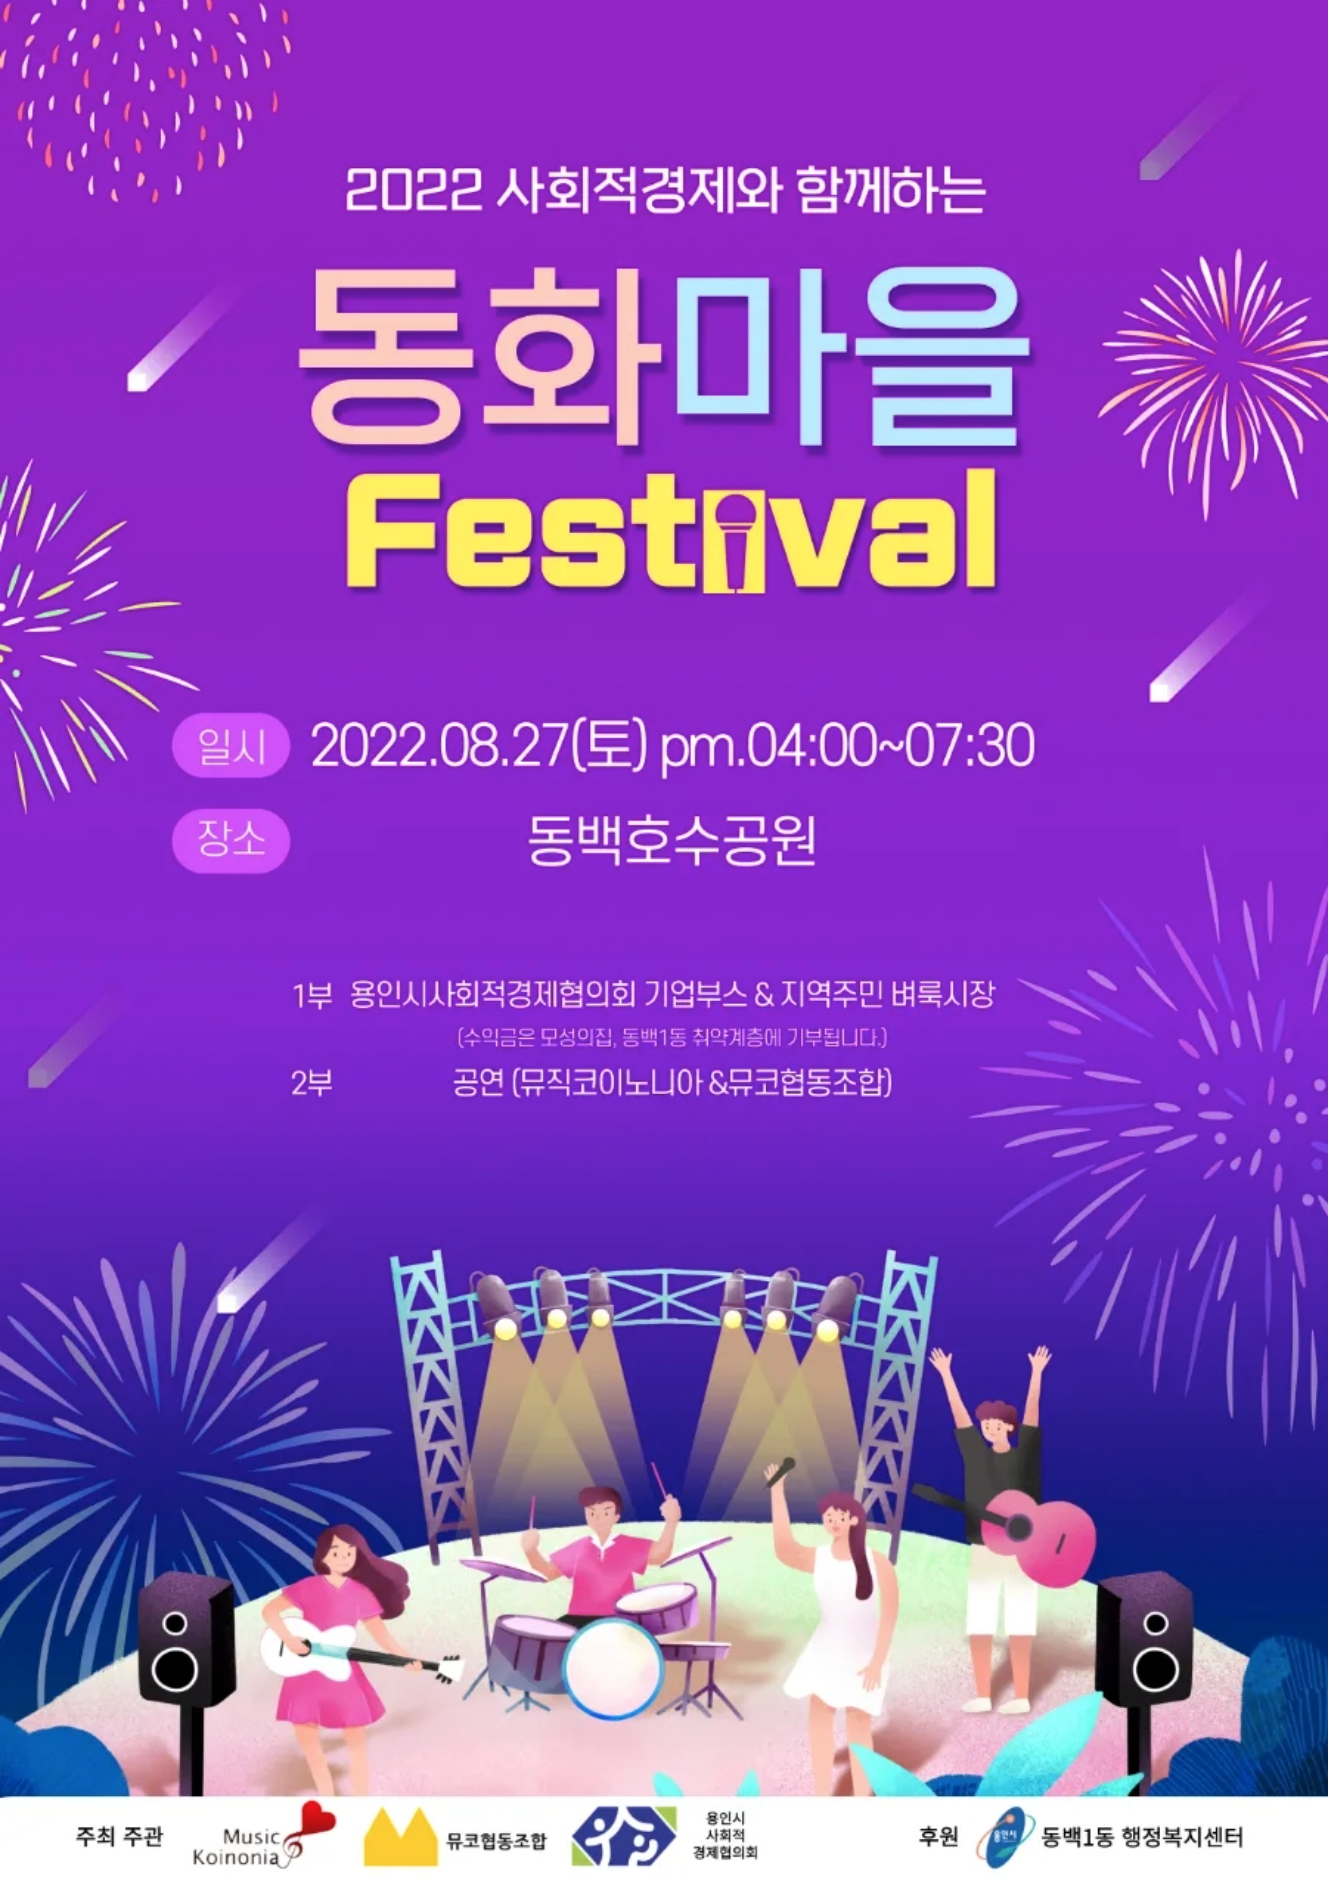 2022 사회적경제와 함께하는
동화마을
Festival
일시 2022.08.27(토) pm.04:00~07:30
장소 동백호수공원
1부 용인시사회적경제협의회 기업부스 & 지역주민 벼룩시장
(수익금은 모성의집, 동백1동 취약계층에 기부됩니다.)
2부 공연 (뮤직코이노니아 &뮤코협동조합)
주최 주관
Music
Koinonia
뮤코협동조합
용인시
사회적
경제협의회
후원
용인시
동백1동 행정복지센터